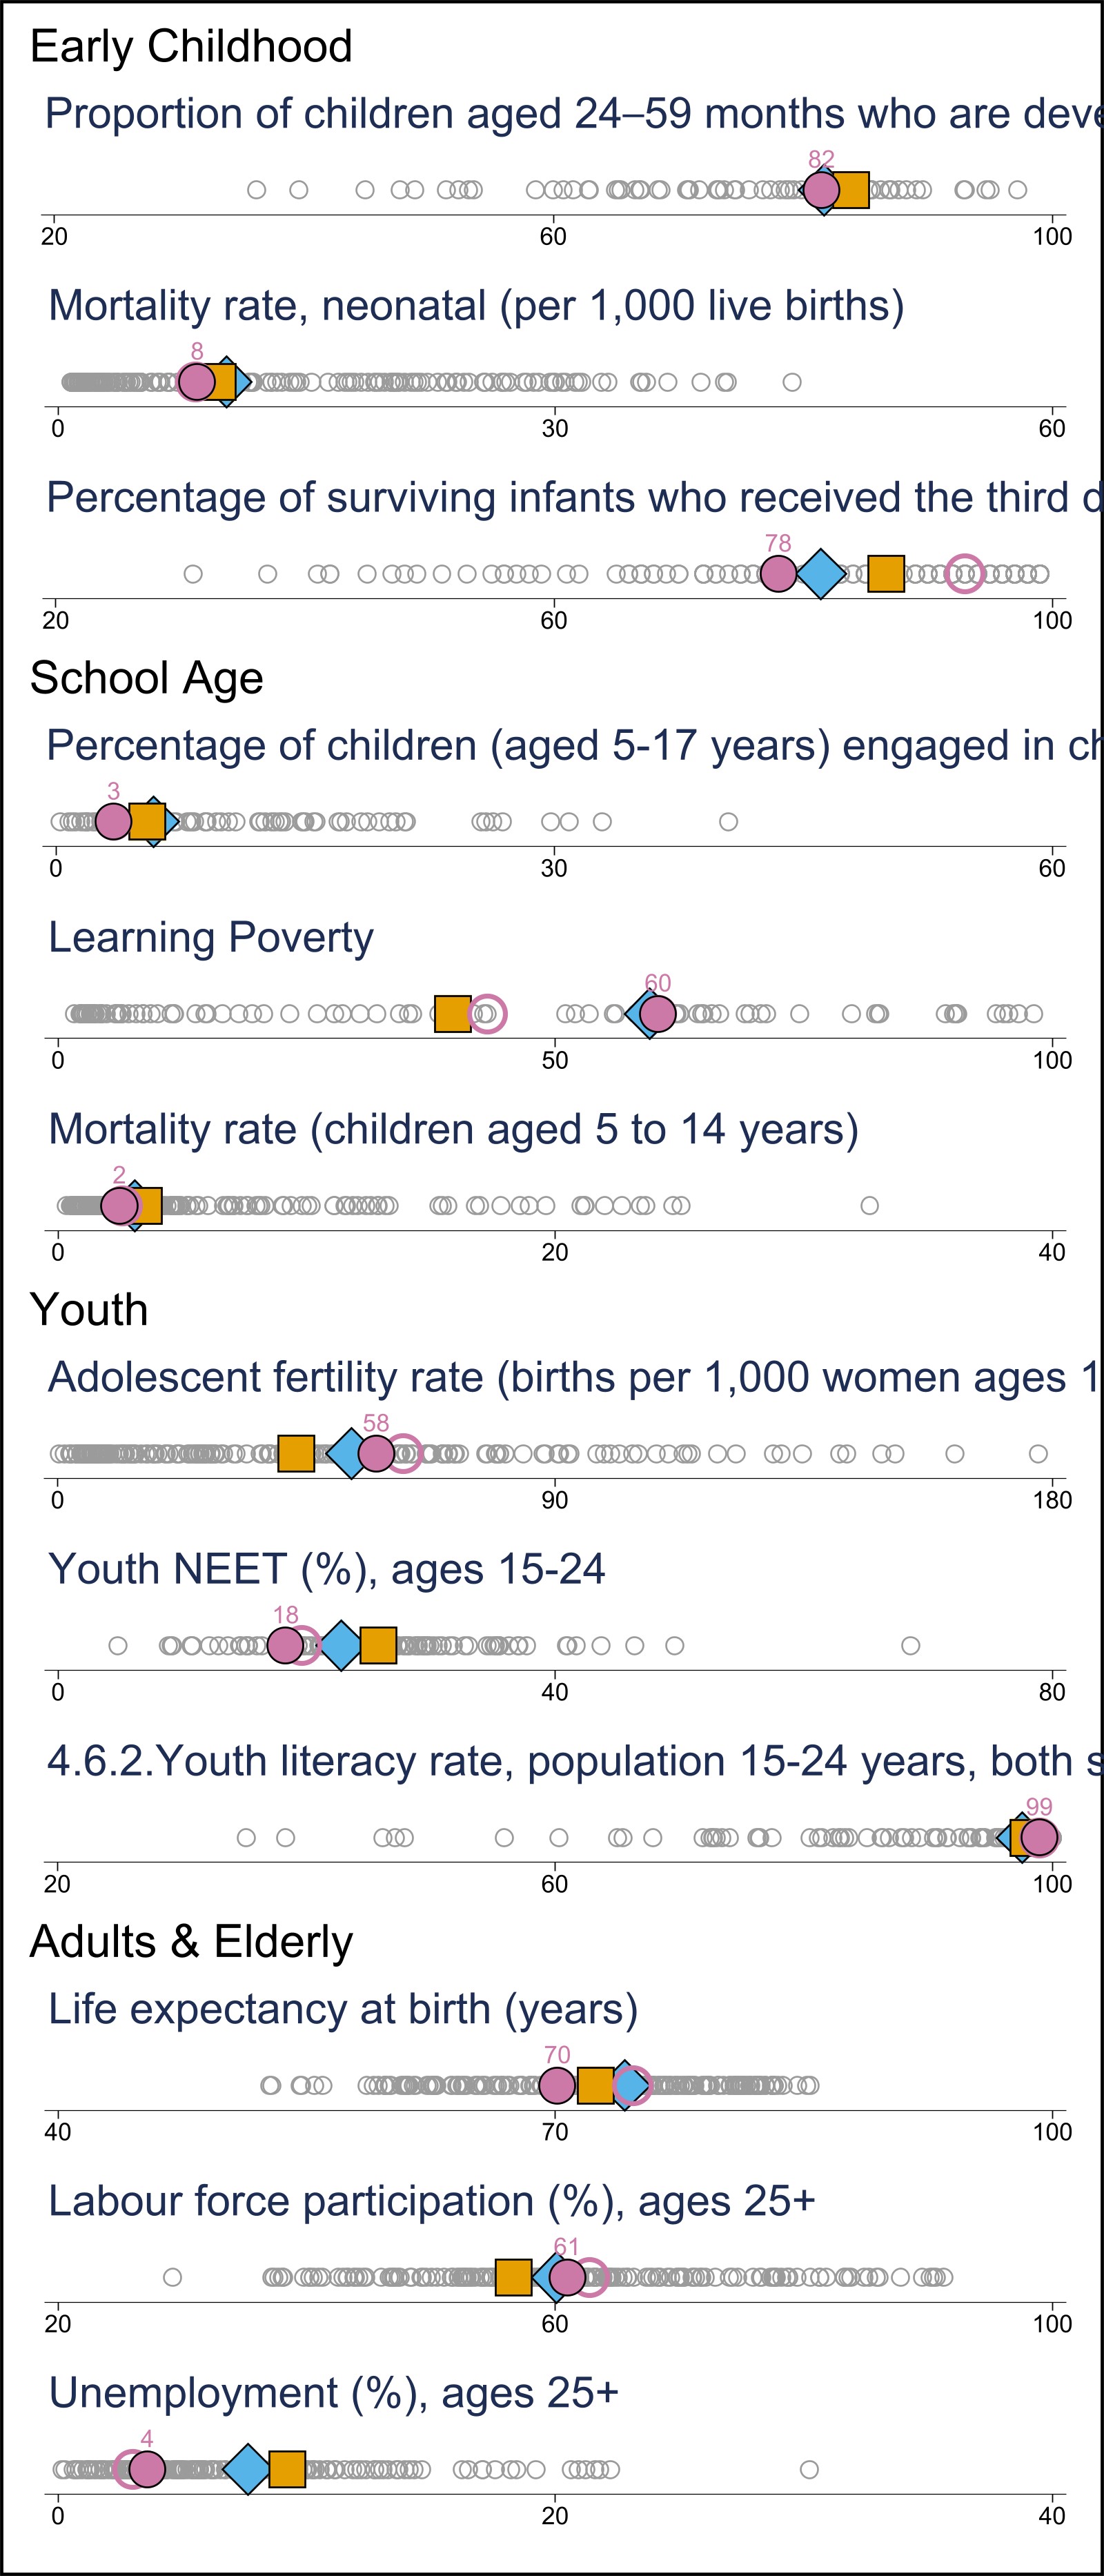 Early Childhood
Proportion of children aged 24–59 months who are deve
82
20 60 100
Mortality rate, neonatal (per 1,000 live births)
8
0 30 60
Percentage of surviving infants who received the third d
78
20 60 100
School Age
Percentage of children (aged 5-17 years) engaged in ch
3
0 30 60
Learning Poverty
60
0 50 100
Mortality rate (children aged 5 to 14 years)
2
0 20 40
Youth
Adolescent fertility rate (births per 1,000 women ages 1
58
0 90 180
Youth NEET (%), ages 15-24
18
0 40 80
4.6.2.Youth literacy rate, population 15-24 years, both s
99
20 60 100
Adults & Elderly
Life expectancy at birth (years)
70
40 70 100
Labour force participation (%), ages 25+
61
20 60 100
Unemployment (%), ages 25+
4
0 20 40